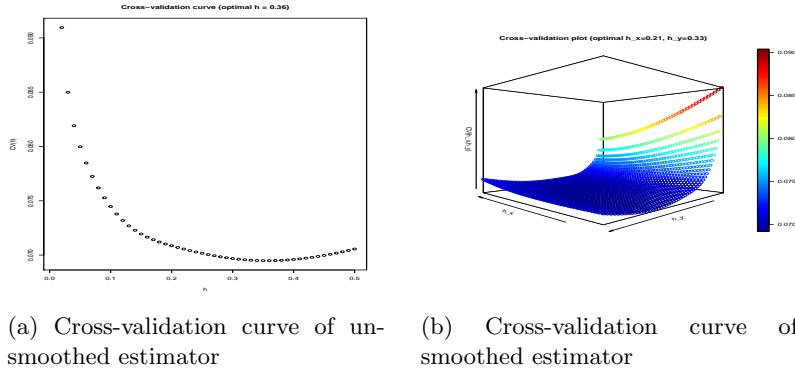 Cross−validation curve (optimal h = 0.36)
CV(h)
0.090
0.085
0.080
0.075
0.070
0.0 0.1 0.2 0.3 0.4 0.5
h
Cross−validation plot (optimal h_x=0.21, h_y=0.33)
h_x
h_y
0.090
0.085
0.080
0.075
0.070
(a) Cross-validation curve of un-
smoothed estimator
(b) Cross-validation curve of
smoothed estimator